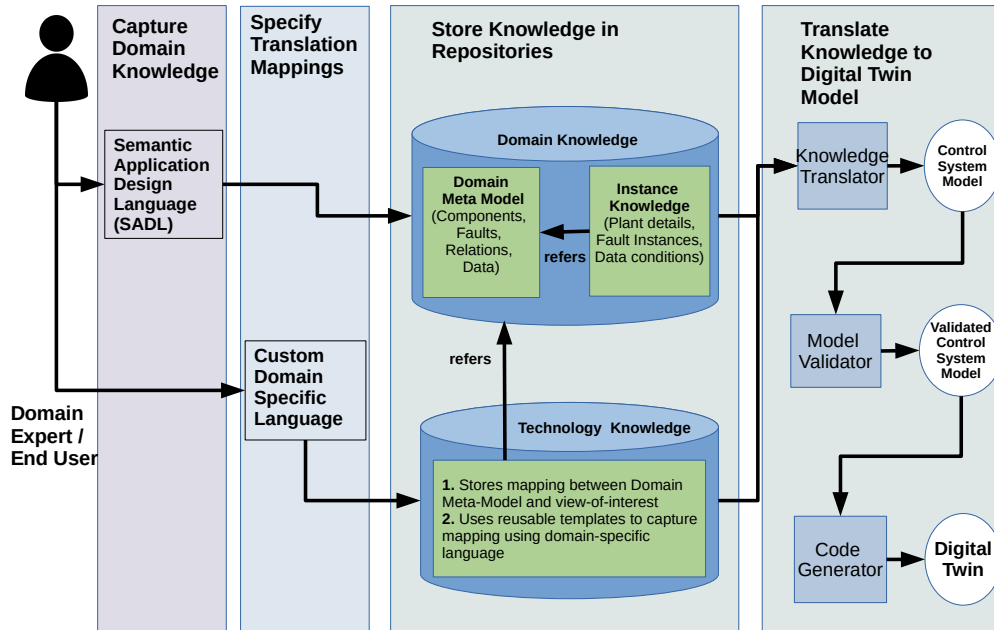 Capture
Domain
Knowledge
Specify
Translation
Mappings
Store Knowledge in
Repositories
Translate
Knowledge to
Digital Twin
Model
Semantic
Application
Design
Language
(SADL)
Custom
Domain
Specific
Language
Domain
Expert /
End User
Domain Knowledge
Domain
Meta Model
(Components,
Faults,
Relations,
Data)
refers
Instance
Knowledge
(Plant details,
Fault Instances,
Data conditions)
refers
Technology Knowledge
1. Stores mapping between Domain
Meta-Model and view-of-interest
2. Uses reusable templates to capture
mapping using domain-specific
language
Knowledge
Translator
Control
System
Model
Model
Validator
Validated
Control
System
Model
Code
Generator
Digital
Twin